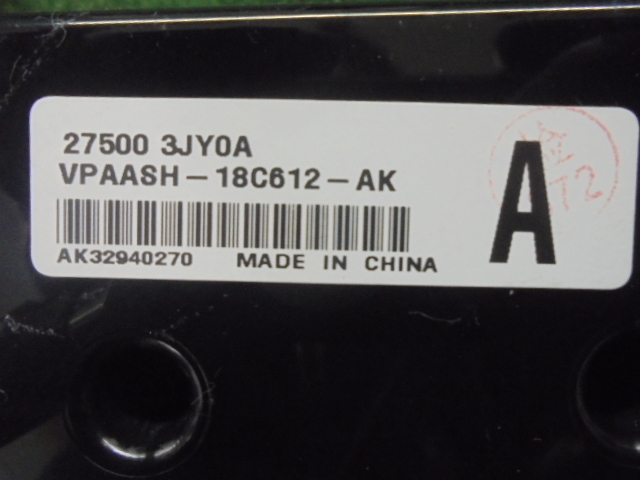 27500 3JY0A
VPAASH-18C612-AK
AK32940270 MADE IN CHINA
A